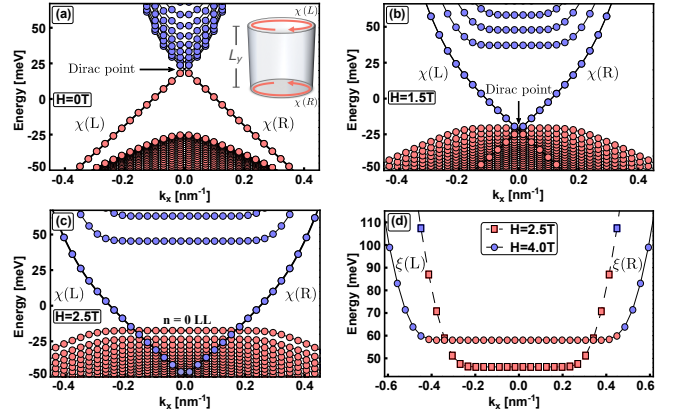 (a)
χ(L)
L_y
χ(R)
Dirac point
H=0T
χ(L)
χ(R)
Energy [meV]
50
25
0
-25
-50
-0.4 -0.2 0.0 0.2 0.4
k_x [nm⁻¹]
(b)
χ(L)
χ(R)
Dirac point
H=1.5T
Energy [meV]
50
25
0
-25
-50
-0.4 -0.2 0.0 0.2 0.4
k_x [nm⁻¹]
(c)
χ(L)
χ(R)
H=2.5T
n = 0 LL
Energy [meV]
50
25
0
-25
-50
-0.4 -0.2 0.0 0.2 0.4
k_x [nm⁻¹]
(d)
H=2.5T
H=4.0T
ξ(L)
ξ(R)
Energy [meV]
110
100
90
80
70
60
50
-0.6 -0.4 -0.2 0.0 0.2 0.4 0.6
k_x [nm⁻¹]